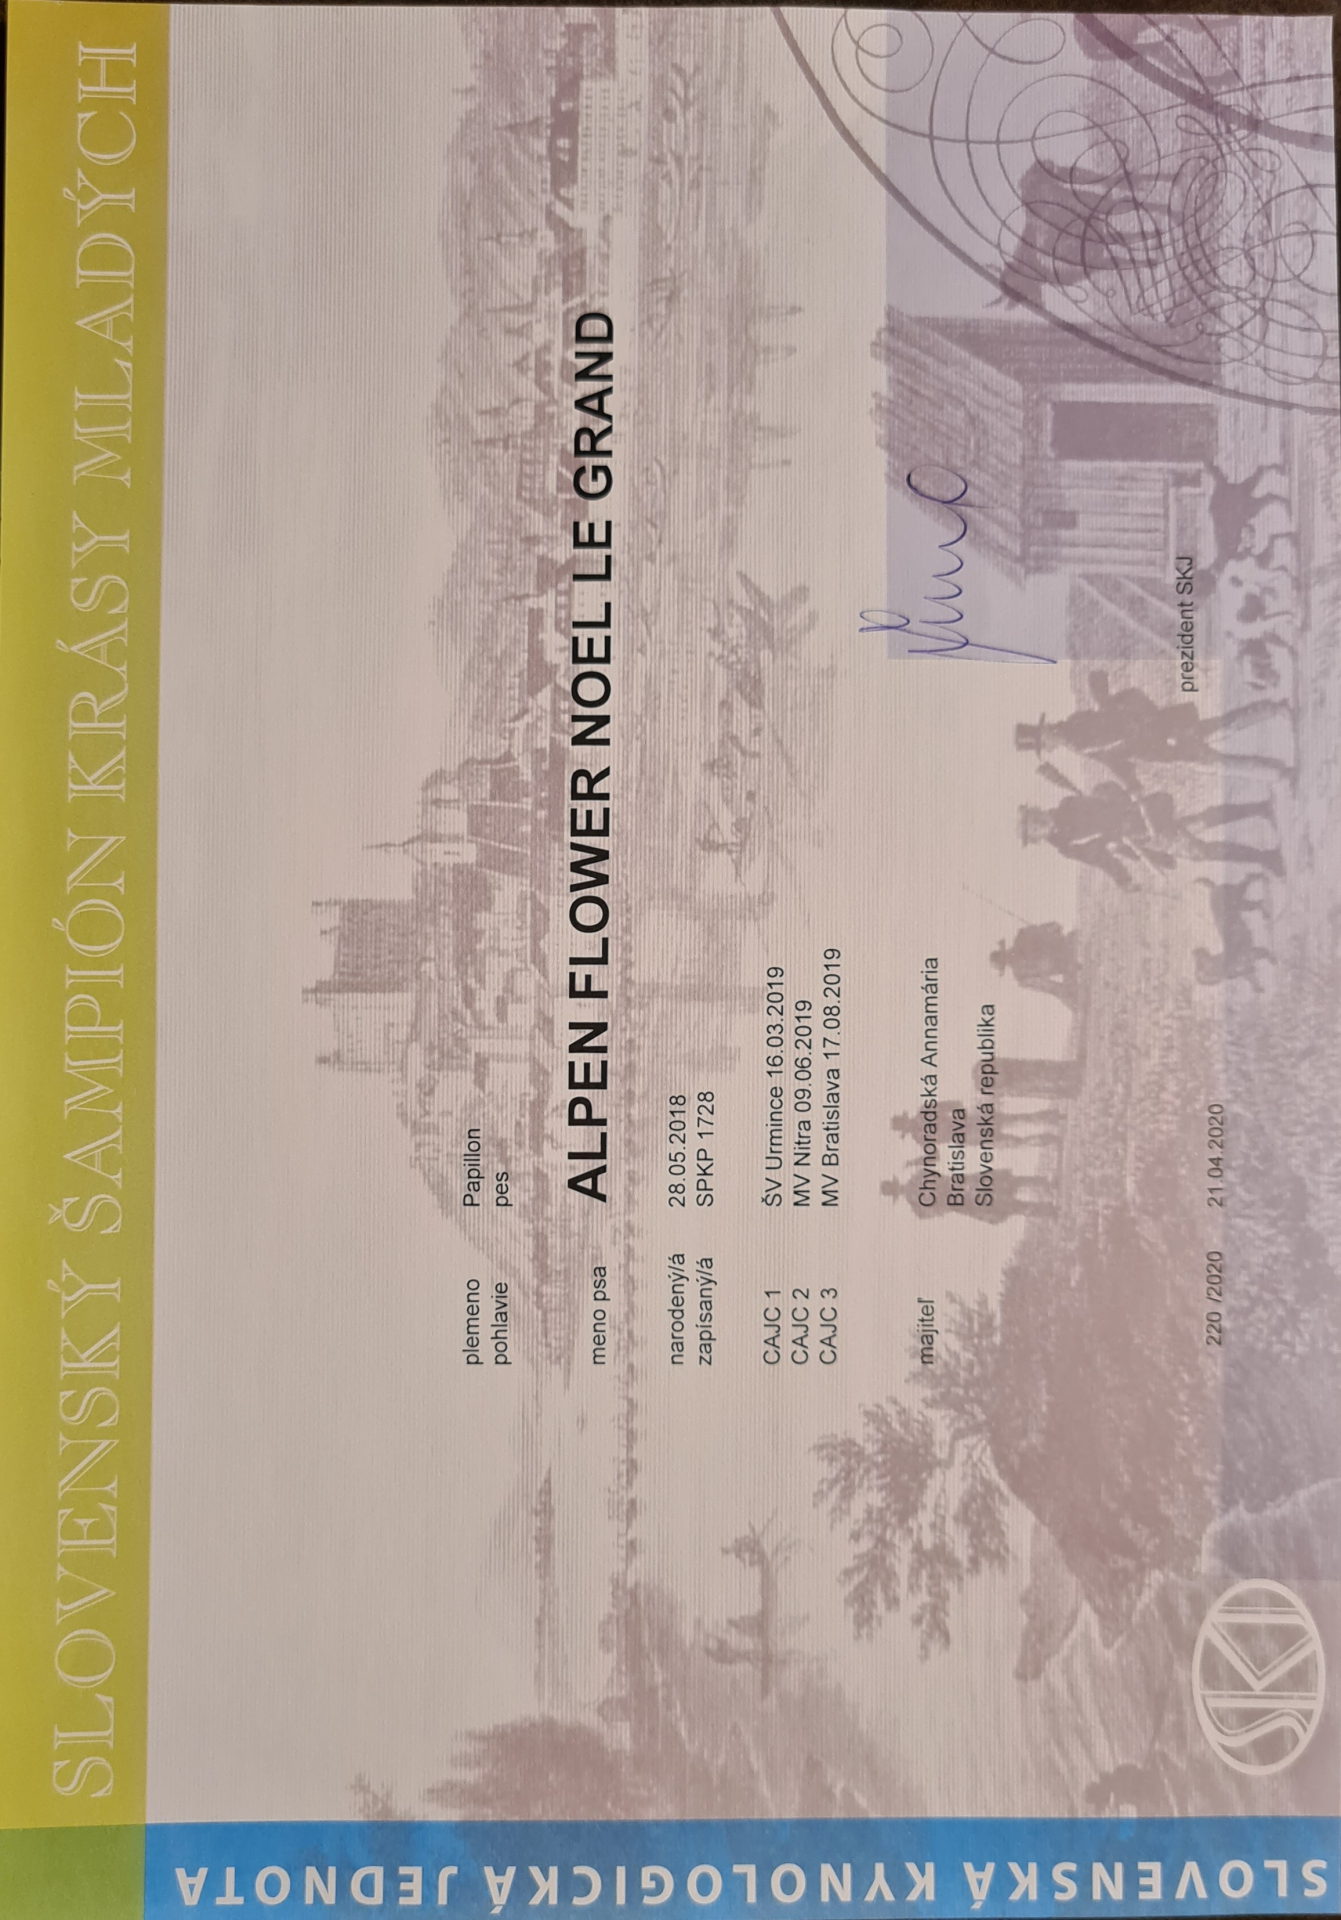 SLOVENSKÝ ŠAMPIÓN KRÁSY MLADÝCH
SLOVENSKÁ KYNOLOGICKÁ JEDNOTA
plemeno Papillon
pohlavie pes
meno psa ALPEN FLOWER NOEL LE GRAND
narodený/á 28.05.2018
zapísaný/á SPKP 1728
CAJC 1 ŠV Urmince 16.03.2019
CAJC 2 MV Nitra 09.06.2019
CAJC 3 MV Bratislava 17.08.2019
majiteľ Chynoradská Annamária
Bratislava
Slovenská republika
prezident SKJ
220 /2020 21.04.2020
SKJ